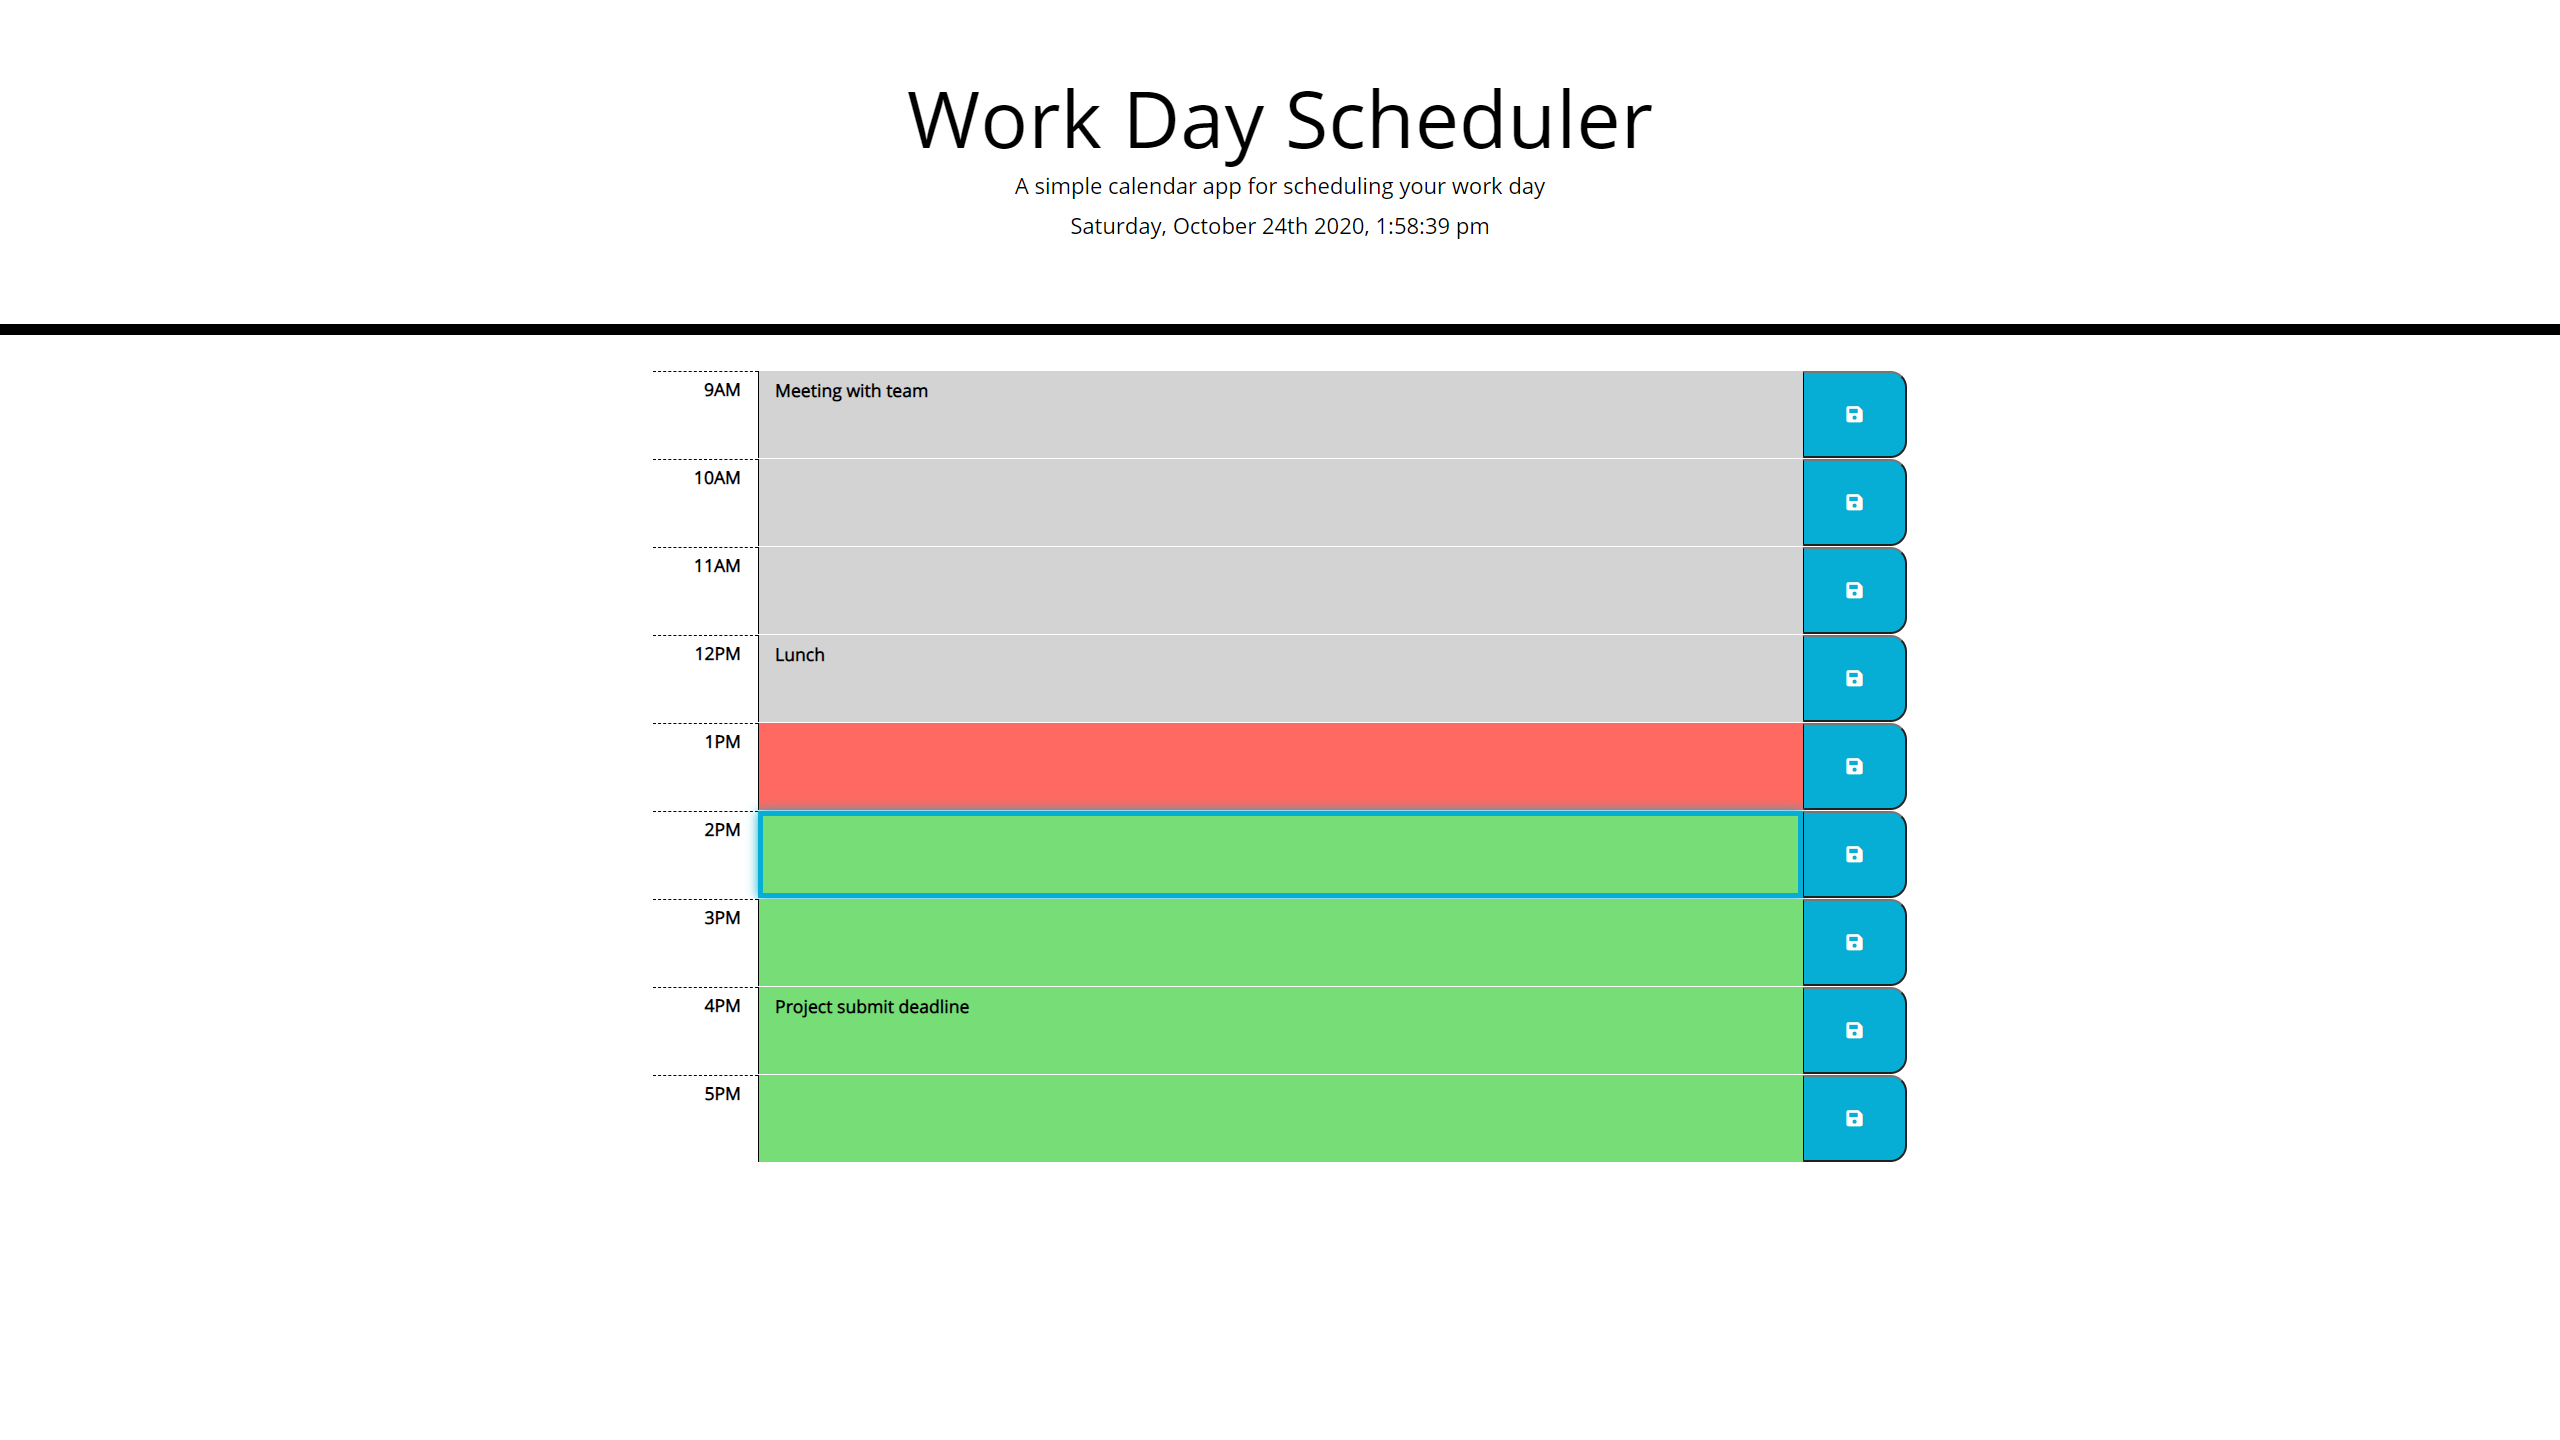 Work Day Scheduler
A simple calendar app for scheduling your work day
Saturday, October 24th 2020, 1:58:39 pm
9AM Meeting with team
10AM
11AM
12PM Lunch
1PM
2PM
3PM
4PM Project submit deadline
5PM